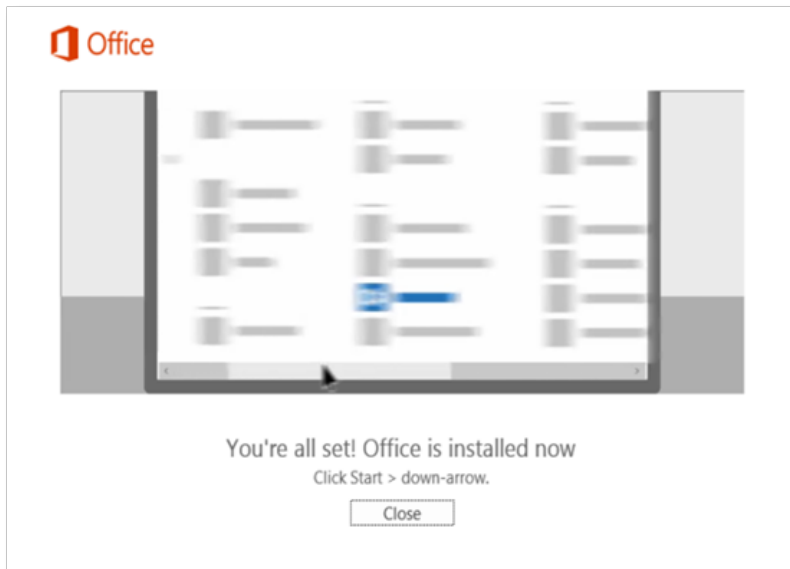 Office
You're all set! Office is installed now
Click Start > down-arrow.
Close